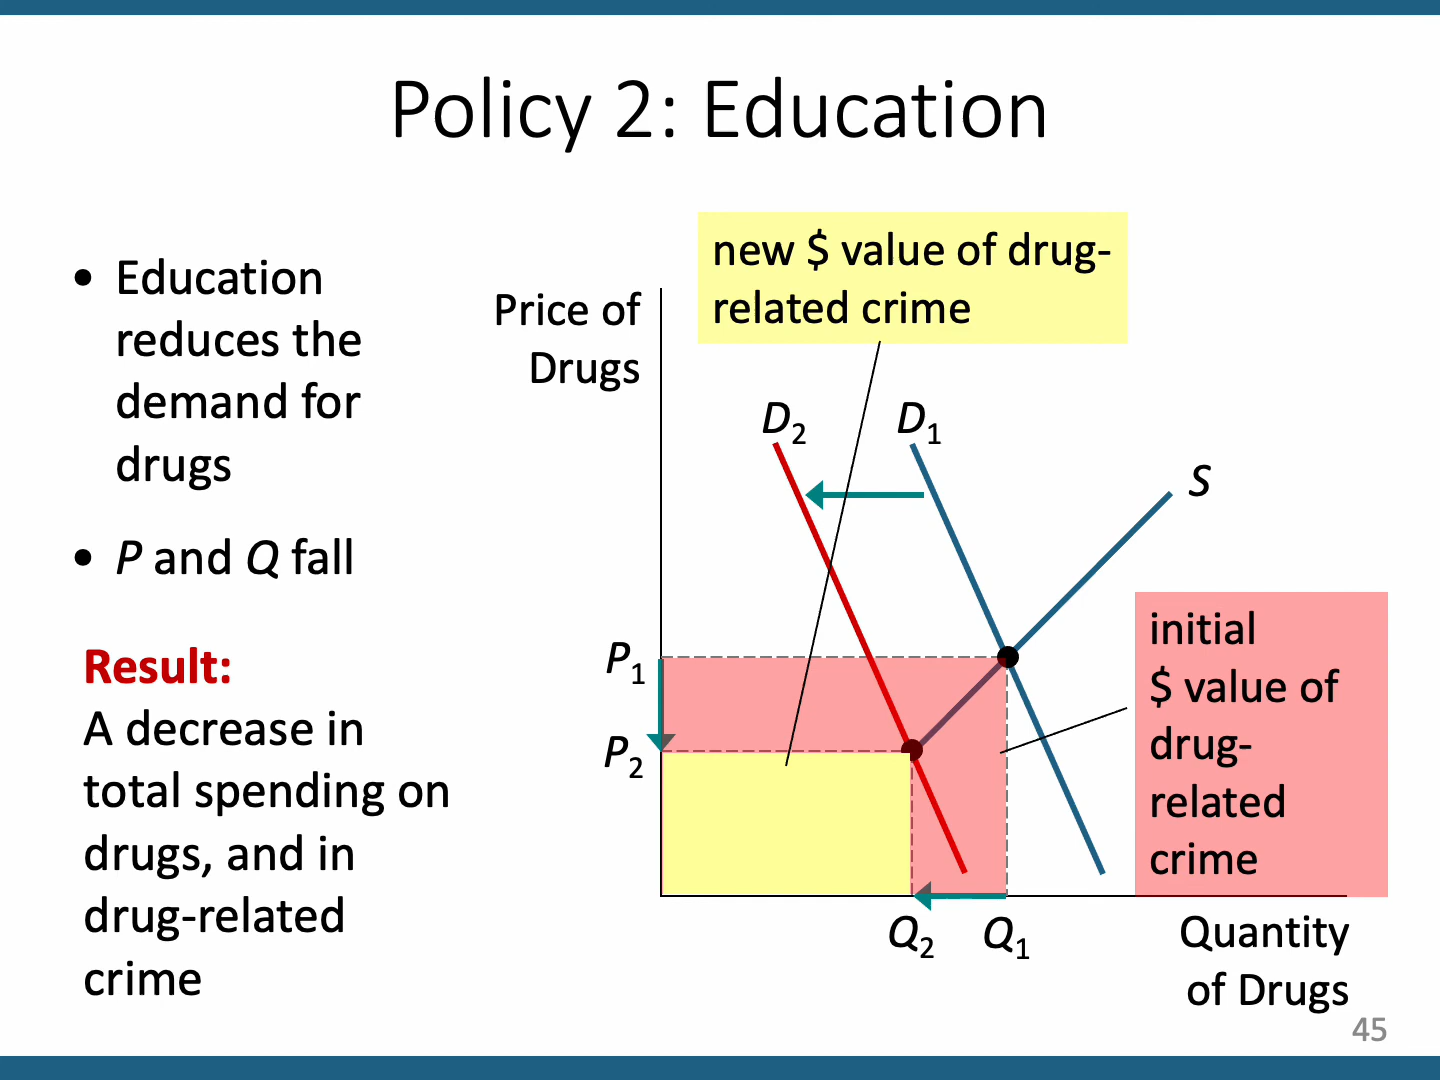 Policy 2: Education
• Education
reduces the
demand for
drugs
• P and Q fall
Result:
A decrease in
total spending on
drugs, and in
drug-related
crime
new $ value of drug-
related crime
Price of
Drugs
D2
D1
S
P1
P2
initial
$ value of
drug-
related
crime
Q2
Q1
Quantity
of Drugs
45